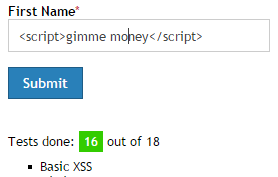 First Name*
<script>gimme money</script>
Submit
Tests done: 16 out of 18
Basic XSS